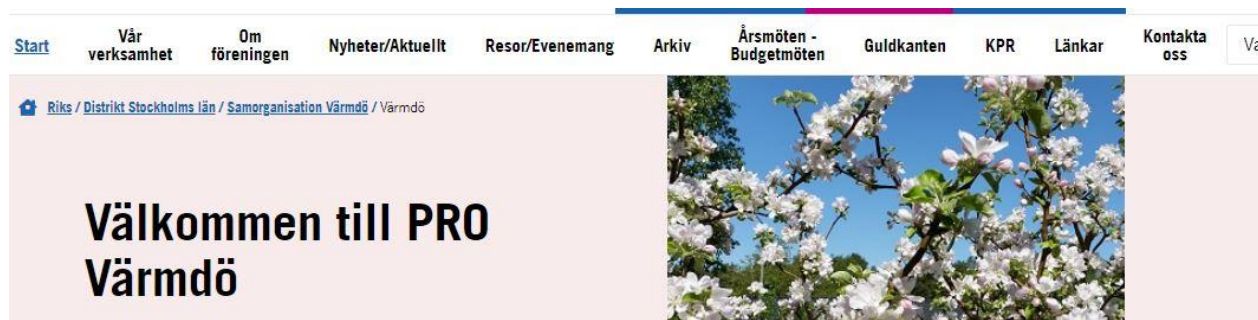 Start
Vår verksamhet
Om föreningen
Nyheter/Aktuellt
Resor/Evenemang
Arkiv
Årsmöten - Budgetmöten
Guldkanten
KPR
Länkar
Kontakta oss
Riks / Distrikt Stockholms län / Samorganisation Värmdö / Värmdö
Välkommen till PRO
Värmdö